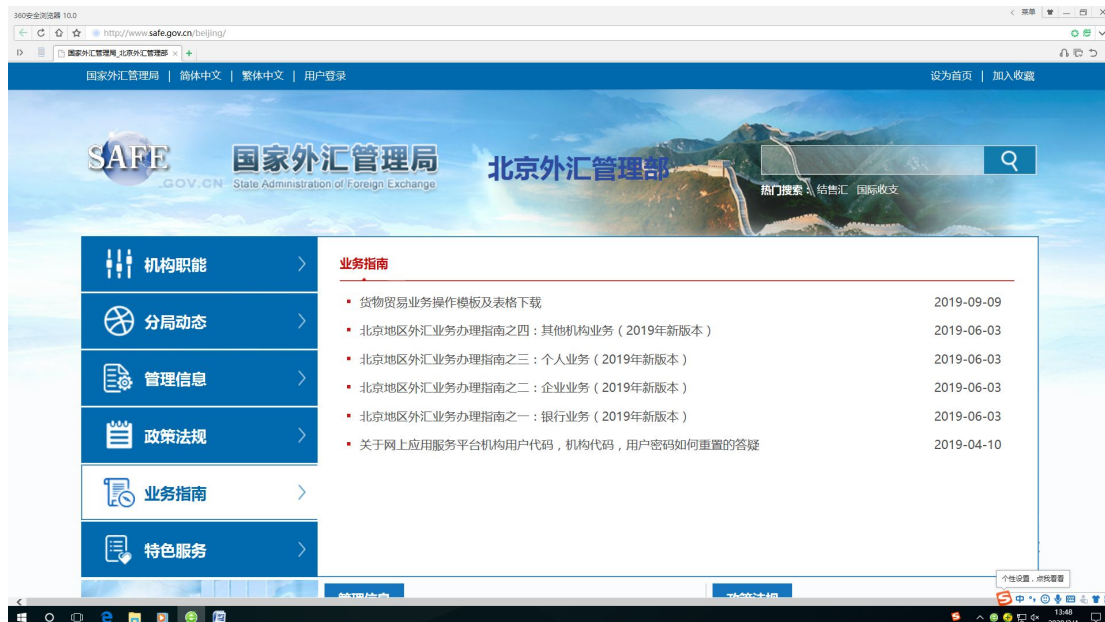 360安全浏览器 10.0
菜单
http://www.safe.gov.cn/beijing/
国家外汇管理局_北京外汇管理部
国家外汇管理局 | 简体中文 | 繁体中文 | 用户登录
设为首页 | 加入收藏
SAFE
.GOV.CN
国家外汇管理局
State Administration of Foreign Exchange
北京外汇管理部
热门搜索: 结售汇 国际收支
机构职能
分局动态
管理信息
政策法规
业务指南
特色服务
业务指南
货物贸易业务操作模板及表格下载 2019-09-09
北京地区外汇业务办理指南之四:其他机构业务(2019年新版本) 2019-06-03
北京地区外汇业务办理指南之三:个人业务(2019年新版本) 2019-06-03
北京地区外汇业务办理指南之二:企业业务(2019年新版本) 2019-06-03
北京地区外汇业务办理指南之一:银行业务(2019年新版本) 2019-06-03
关于网上应用服务平台机构用户代码,机构代码,用户密码如何重置的答疑 2019-04-10
个性设置,点我看看
管理信息
政策法规
中
13:48